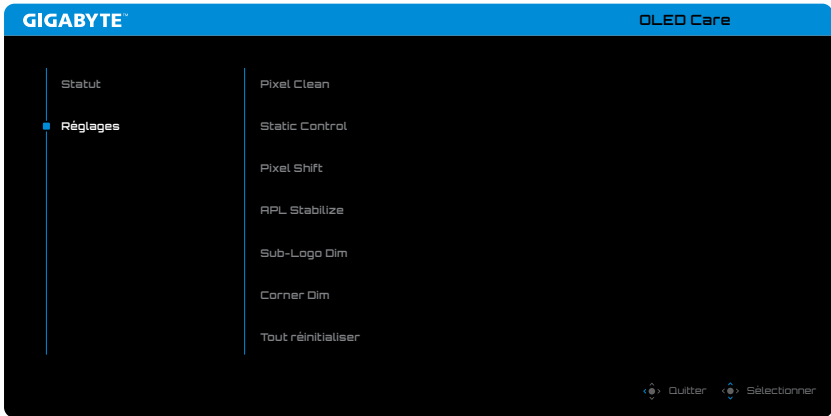 GIGABYTE™
OLED Care
Statut
Réglages
Pixel Clean
Static Control
Pixel Shift
APL Stabilize
Sub-Logo Dim
Corner Dim
Tout réinitialiser
Quitter
Sélectionner